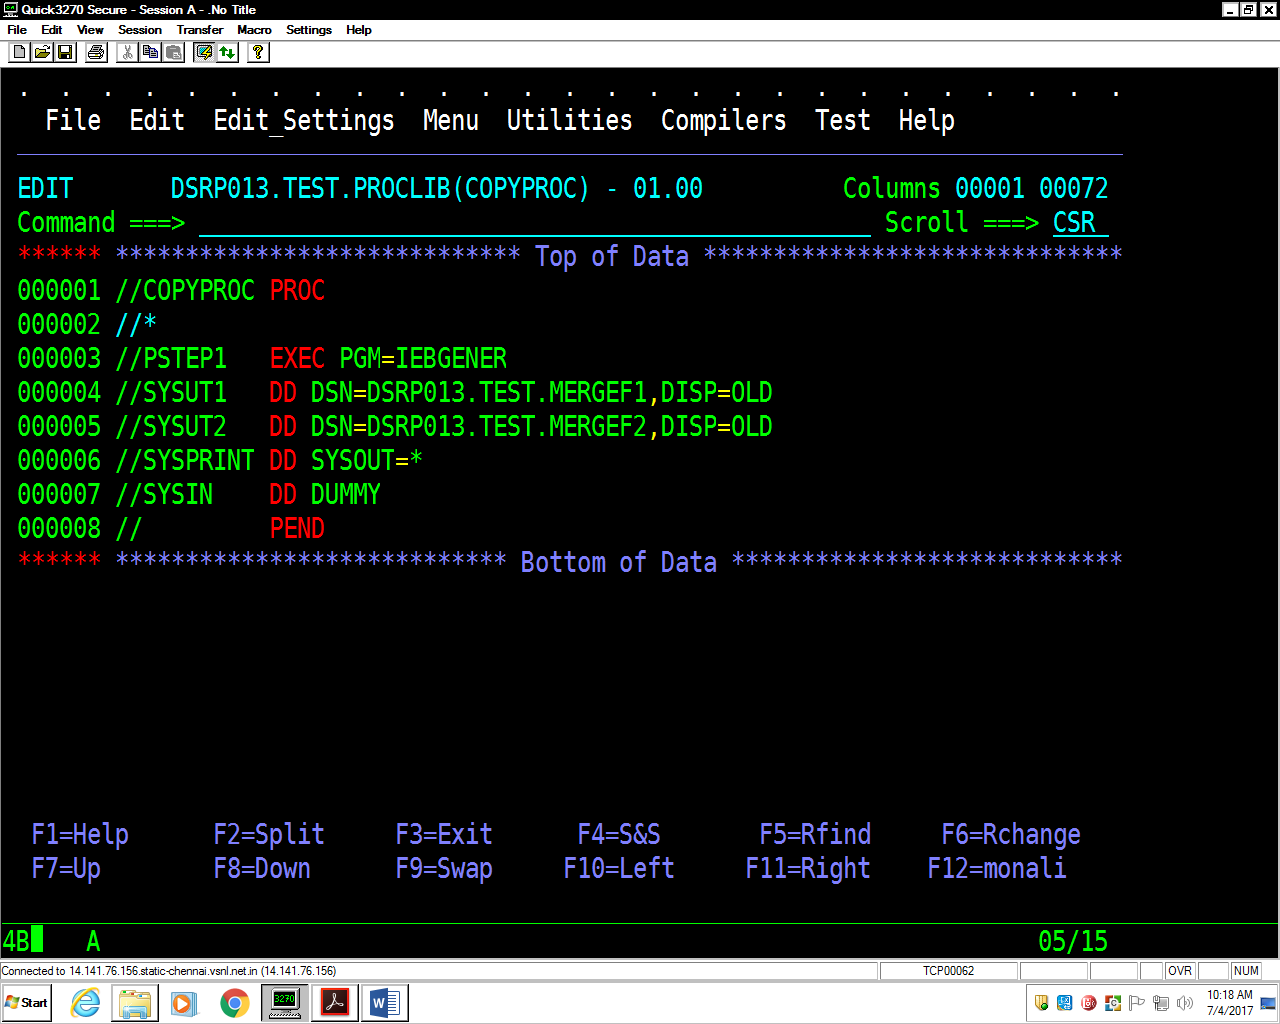 Quick3270 Secure - Session A - .No Title
File Edit View Session Transfer Macro Settings Help
. . . . . . . . . . . . . . . . . . . . . . . . . . .
File Edit Edit_Settings Menu Utilities Compilers Test Help
EDIT DSRP013.TEST.PROCLIB(COPYPROC) - 01.00 Columns 00001 00072
Command ===> Scroll ===> CSR
****** ***************************** Top of Data ******************************
000001 //COPYPROC PROC
000002 //*
000003 //PSTEP1 EXEC PGM=IEBGENER
000004 //SYSUT1 DD DSN=DSRP013.TEST.MERGEF1,DISP=OLD
000005 //SYSUT2 DD DSN=DSRP013.TEST.MERGEF2,DISP=OLD
000006 //SYSPRINT DD SYSOUT=*
000007 //SYSIN DD DUMMY
000008 // PEND
****** **************************** Bottom of Data ****************************
F1=Help F2=Split F3=Exit F4=S&S F5=Rfind F6=Rchange
F7=Up F8=Down F9=Swap F10=Left F11=Right F12=monali
4B A 05/15
Connected to 14.141.76.156.static-chennai.vsnl.net.in (14.141.76.156) TCP00062 OVR NUM
Start 3270 10:18 AM
7/4/2017